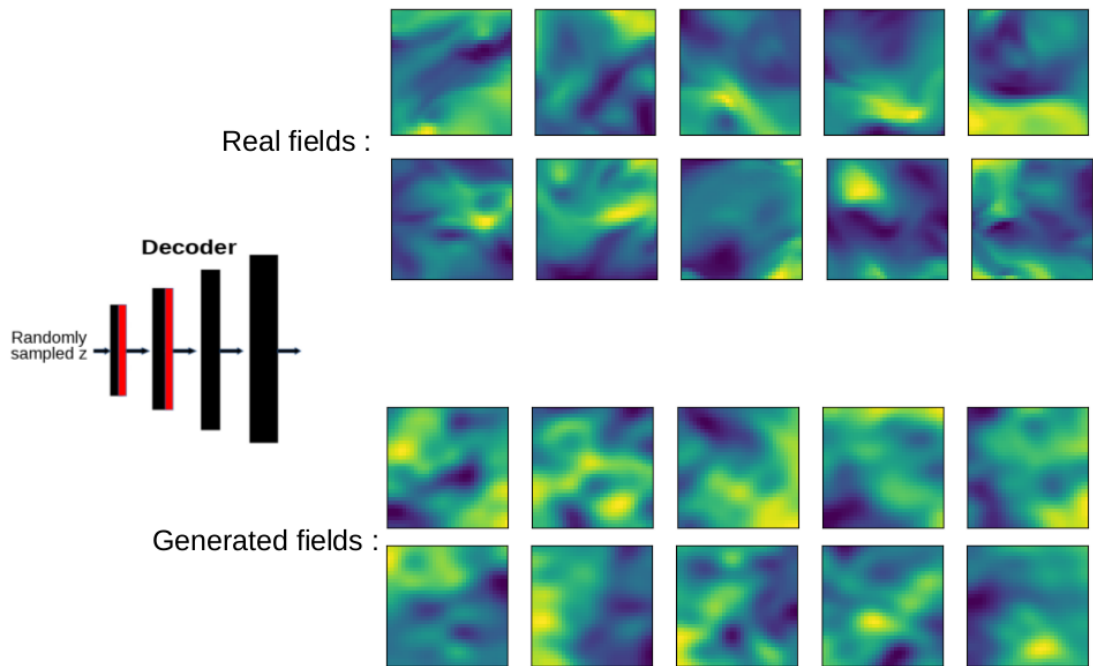 Real fields :
Decoder
Randomly
sampled z
Generated fields :